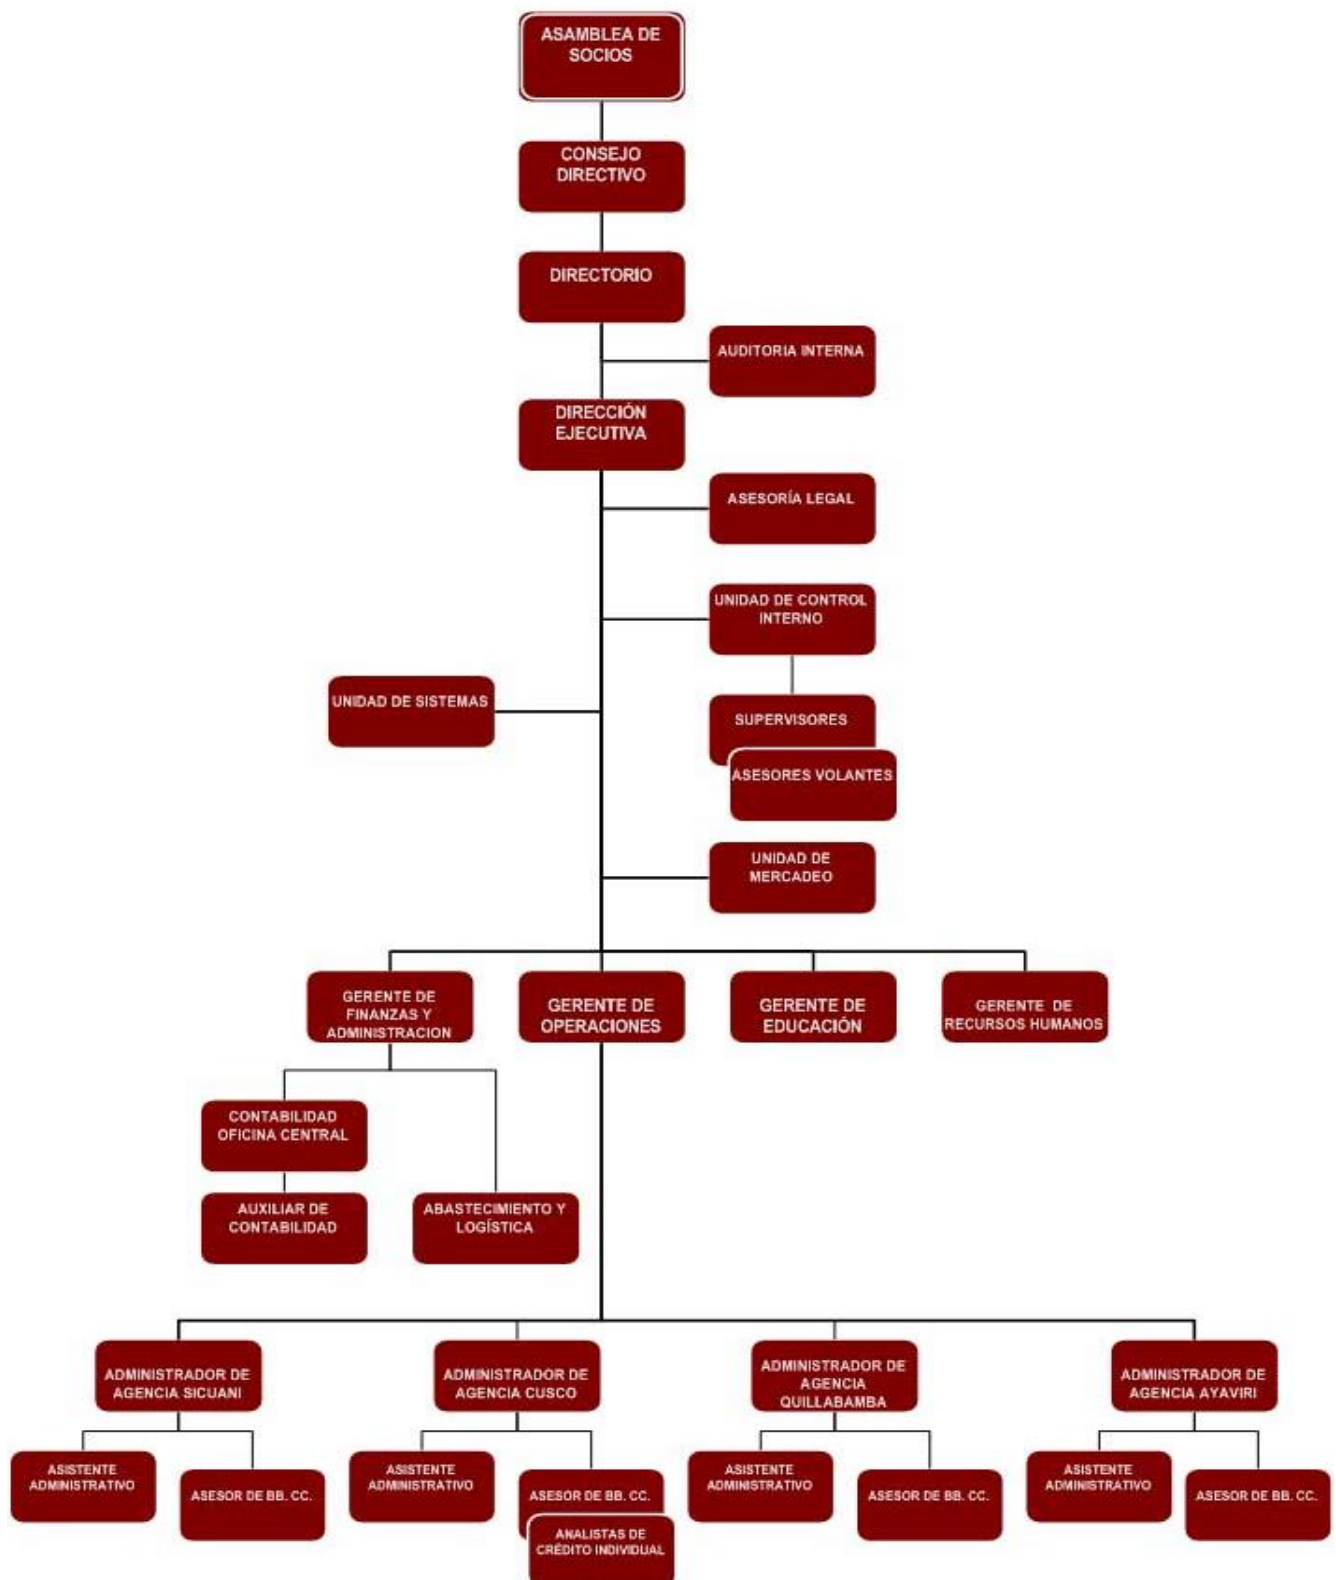 ASAMBLEA DE
SOCIOS
CONSEJO
DIRECTIVO
DIRECTORIO
AUDITORIA INTERNA
DIRECCIÓN
EJECUTIVA
ASESORÍA LEGAL
UNIDAD DE CONTROL
INTERNO
UNIDAD DE SISTEMAS
SUPERVISORES
ASESORES VOLANTES
UNIDAD DE
MERCADEO
GERENTE DE
FINANZAS Y
ADMINISTRACION
GERENTE DE
OPERACIONES
GERENTE DE
EDUCACIÓN
GERENTE DE
RECURSOS HUMANOS
CONTABILIDAD
OFICINA CENTRAL
AUXILIAR DE
CONTABILIDAD
ABASTECIMIENTO Y
LOGÍSTICA
ADMINISTRADOR DE
AGENCIA SICUANI
ADMINISTRADOR DE
AGENCIA CUSCO
ADMINISTRADOR DE
AGENCIA
QUILLABAMBA
ADMINISTRADOR DE
AGENCIA AYAVIRI
ASISTENTE
ADMINISTRATIVO
ASESOR DE BB. CC.
ASISTENTE
ADMINISTRATIVO
ASESOR DE BB. CC.
ANALISTAS DE
CRÉDITO INDIVIDUAL
ASISTENTE
ADMINISTRATIVO
ASESOR DE BB. CC.
ASISTENTE
ADMINISTRATIVO
ASESOR DE BB. CC.